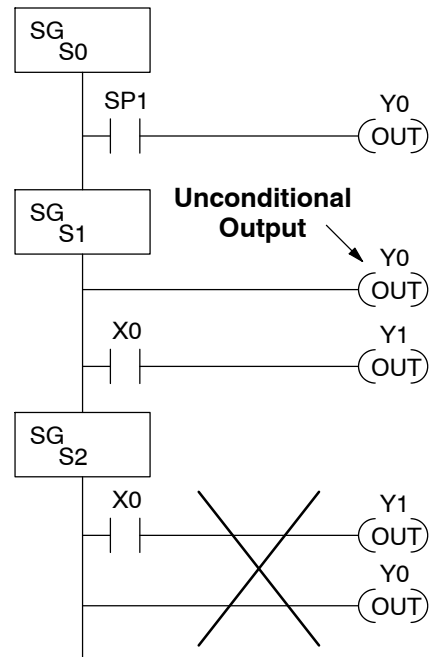 SG
S0
SP1
Y0
OUT
SG
S1
Unconditional
Output
Y0
OUT
X0
Y1
OUT
SG
S2
X0
Y1
OUT
Y0
OUT